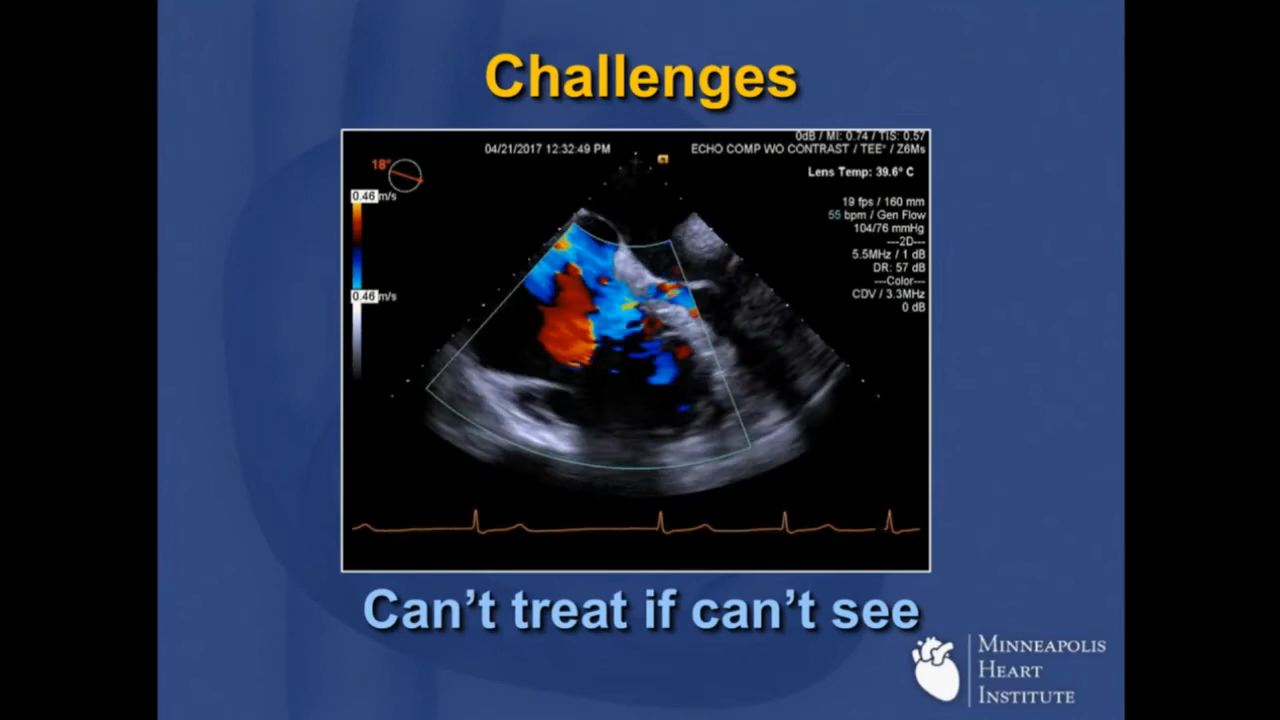 Challenges
0dB / MI: 0.74 / TIS: 0.57
04/21/2017 12:32:49 PM
ECHO COMP WO CONTRAST / TEE* / Z6Ms
18°
Lens Temp: 39.6° C
0.46 m/s
19 fps / 160 mm
55 bpm / Gen Flow
104/76 mmHg
---2D---
5.5MHz / 1 dB
DR: 57 dB
---Color---
CDV / 3.3MHz
0 dB
0.46 m/s
Can't treat if can't see
MINNEAPOLIS
HEART
INSTITUTE